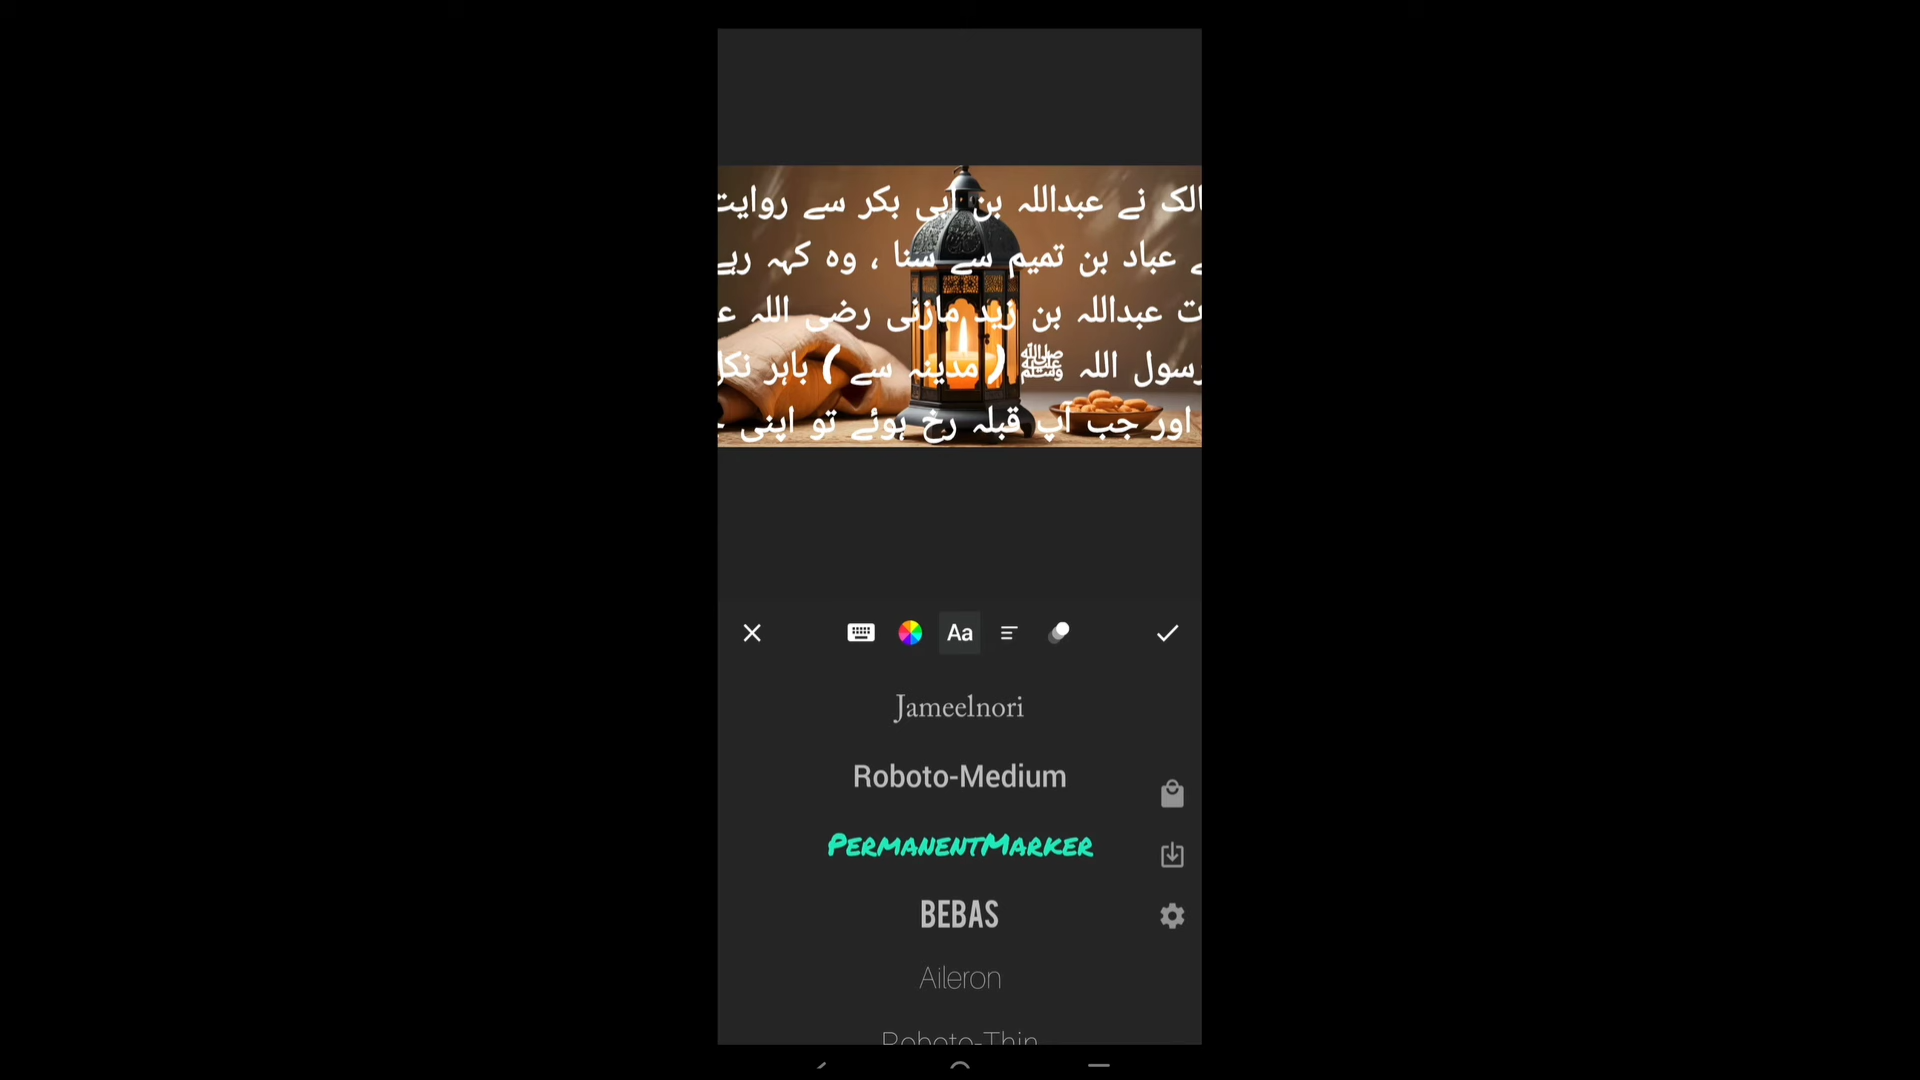 الک نے عبداللہ بن ابی بکر سے روایت
عباد بن تمیم سے سنا ، وہ کہہ رہے
عبداللہ بن زید مازنی رضی اللہ
رسول اللہ ﷺ ( مدینہ سے ) باہر نکل
اور جب آپ قبلہ رخ ہوئے تو اپنی
Aa
Jameelnori
Roboto-Medium
PERMANENTMARKER
BEBAS
Aileron
Roboto-Thin